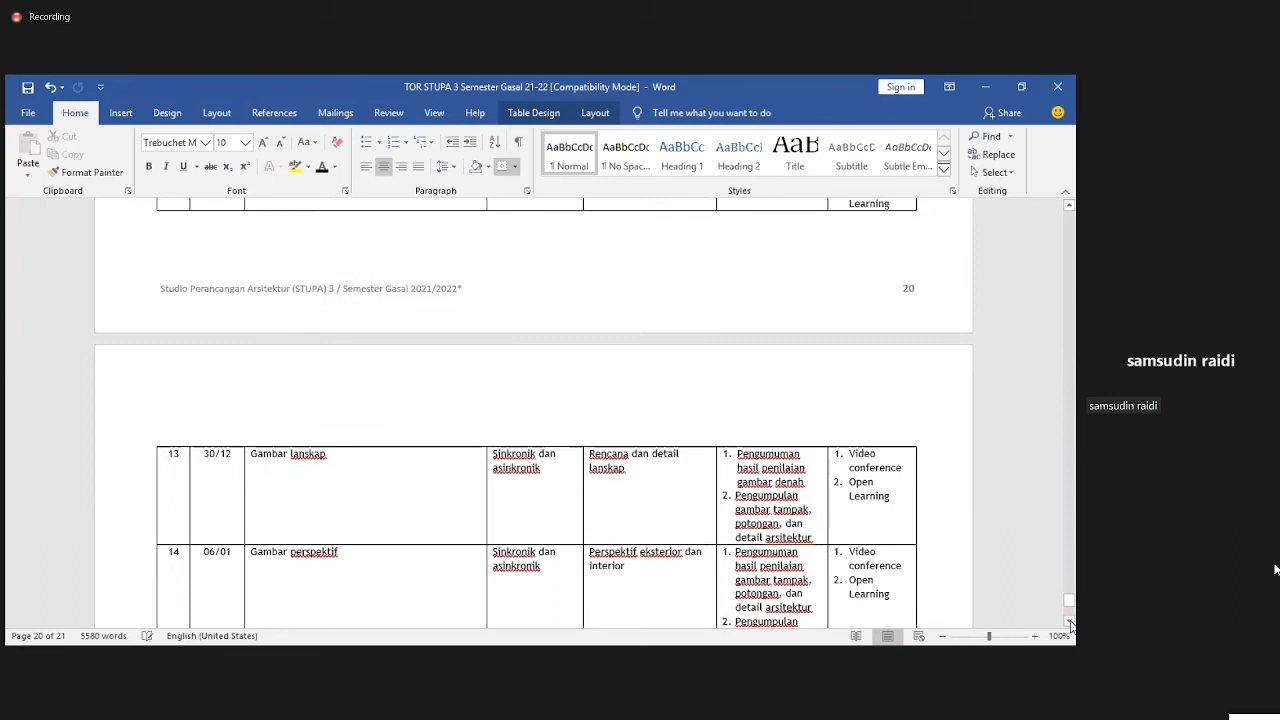 Recording
TOR STUPA 3 Semester Gasal 21-22 [Compatibility Mode] - Word
Sign in
File Home Insert Design Layout References Mailings Review View Help Table Design Layout Tell me what you want to do Share
Paste
Cut
Copy
Format Painter
Clipboard
Trebuchet M 10
Font
Paragraph
AaBbCcDc AaBbCcDc AaBbCc AaBbCcI AaB AaBbCcD AaBbCcDc
¶ Normal ¶ No Spac... Heading 1 Heading 2 Title Subtitle Subtle Em...
Styles
Find
Replace
Select
Editing
Learning
Studio Perancangan Arsitektur (STUPA) 3 / Semester Gasal 2021/2022* 20
samsudin raidi
samsudin raidi
13 30/12 Gambar lanskap Sinkronik dan Rencana dan detail 1. Pengumuman 1. Video
asinkronik lanskap hasil penilaian conference
gambar denah 2. Open
2. Pengumpulan Learning
gambar tampak,
potongan, dan
detail arsitektur
14 06/01 Gambar perspektif Sinkronik dan Perspektif eksterior dan 1. Pengumuman 1. Video
asinkronik interior hasil penilaian conference
gambar tampak, 2. Open
potongan, dan Learning
detail arsitektur
2. Pengumpulan
Page 20 of 21 5580 words English (United States) 100%